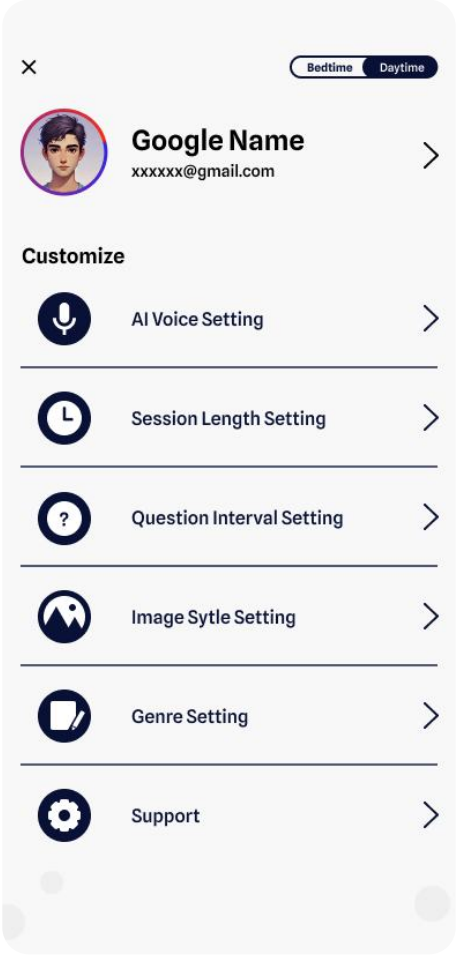 Bedtime Daytime
Google Name
xxxxxx@gmail.com
Customize
AI Voice Setting
Session Length Setting
?
Question Interval Setting
Image Sytle Setting
Genre Setting
Support